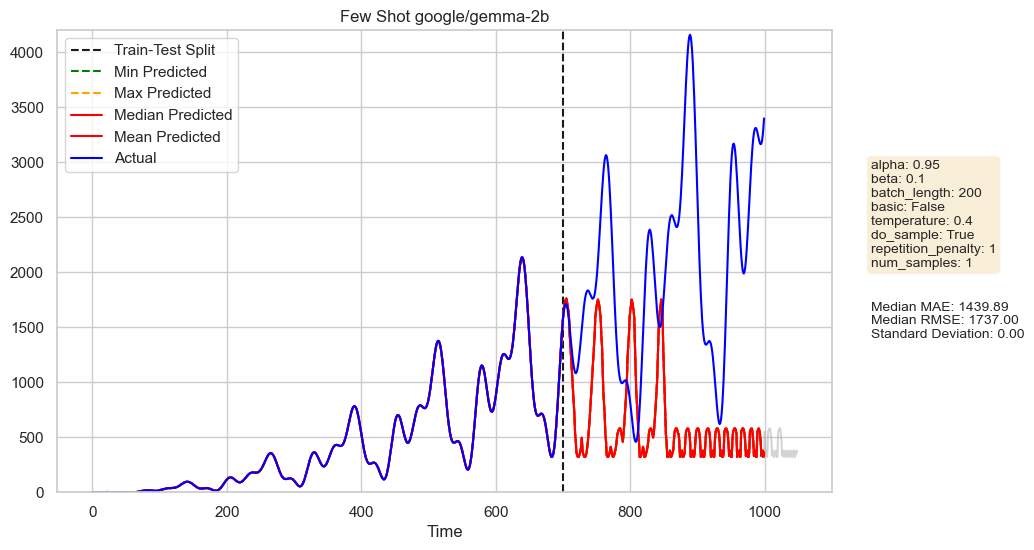 Few Shot google/gemma-2b
4000
3500
3000
2500
2000
1500
1000
500
0
Train-Test Split
Min Predicted
Max Predicted
Median Predicted
Mean Predicted
Actual
0
200
400
600
800
1000
Time
alpha: 0.95
beta: 0.1
batch_length: 200
basic: False
temperature: 0.4
do_sample: True
repetition_penalty: 1
num_samples: 1
Median MAE: 1439.89
Median RMSE: 1737.00
Standard Deviation: 0.00